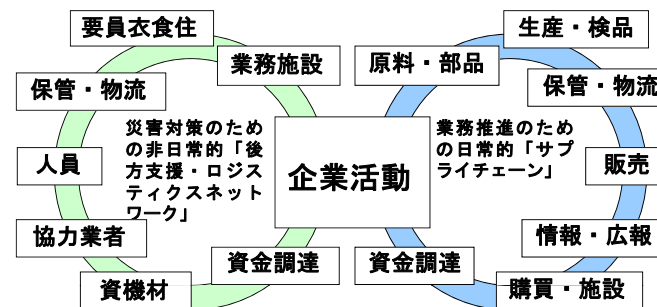 要員衣食住
業務施設
保管・物流
人員
協力業者
資機材
資金調達
災害対策のため
の非日常的「後
方支援・ロジス
ティクスネット
ワーク」
企業活動
原料・部品
生産・検品
保管・物流
販売
情報・広報
購買・施設
資金調達
業務推進のため
の日常的「サプ
ライチェーン」